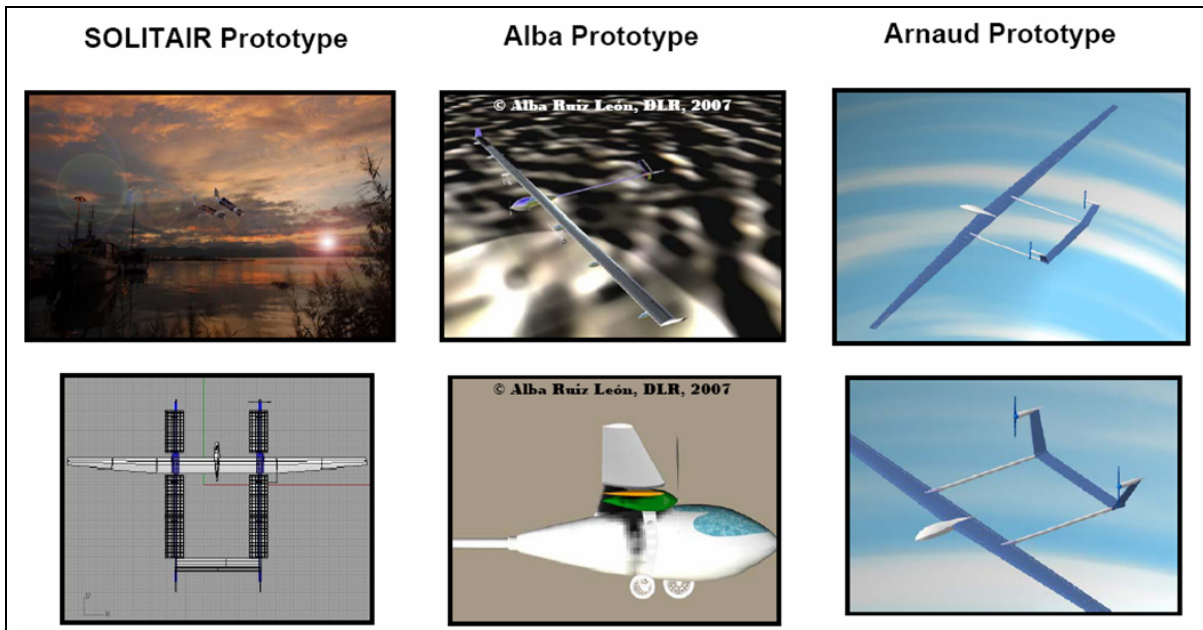 SOLITAIR Prototype
Alba Prototype
Arnaud Prototype
© Alba Ruiz León, DLR, 2007
© Alba Ruiz León, DLR, 2007